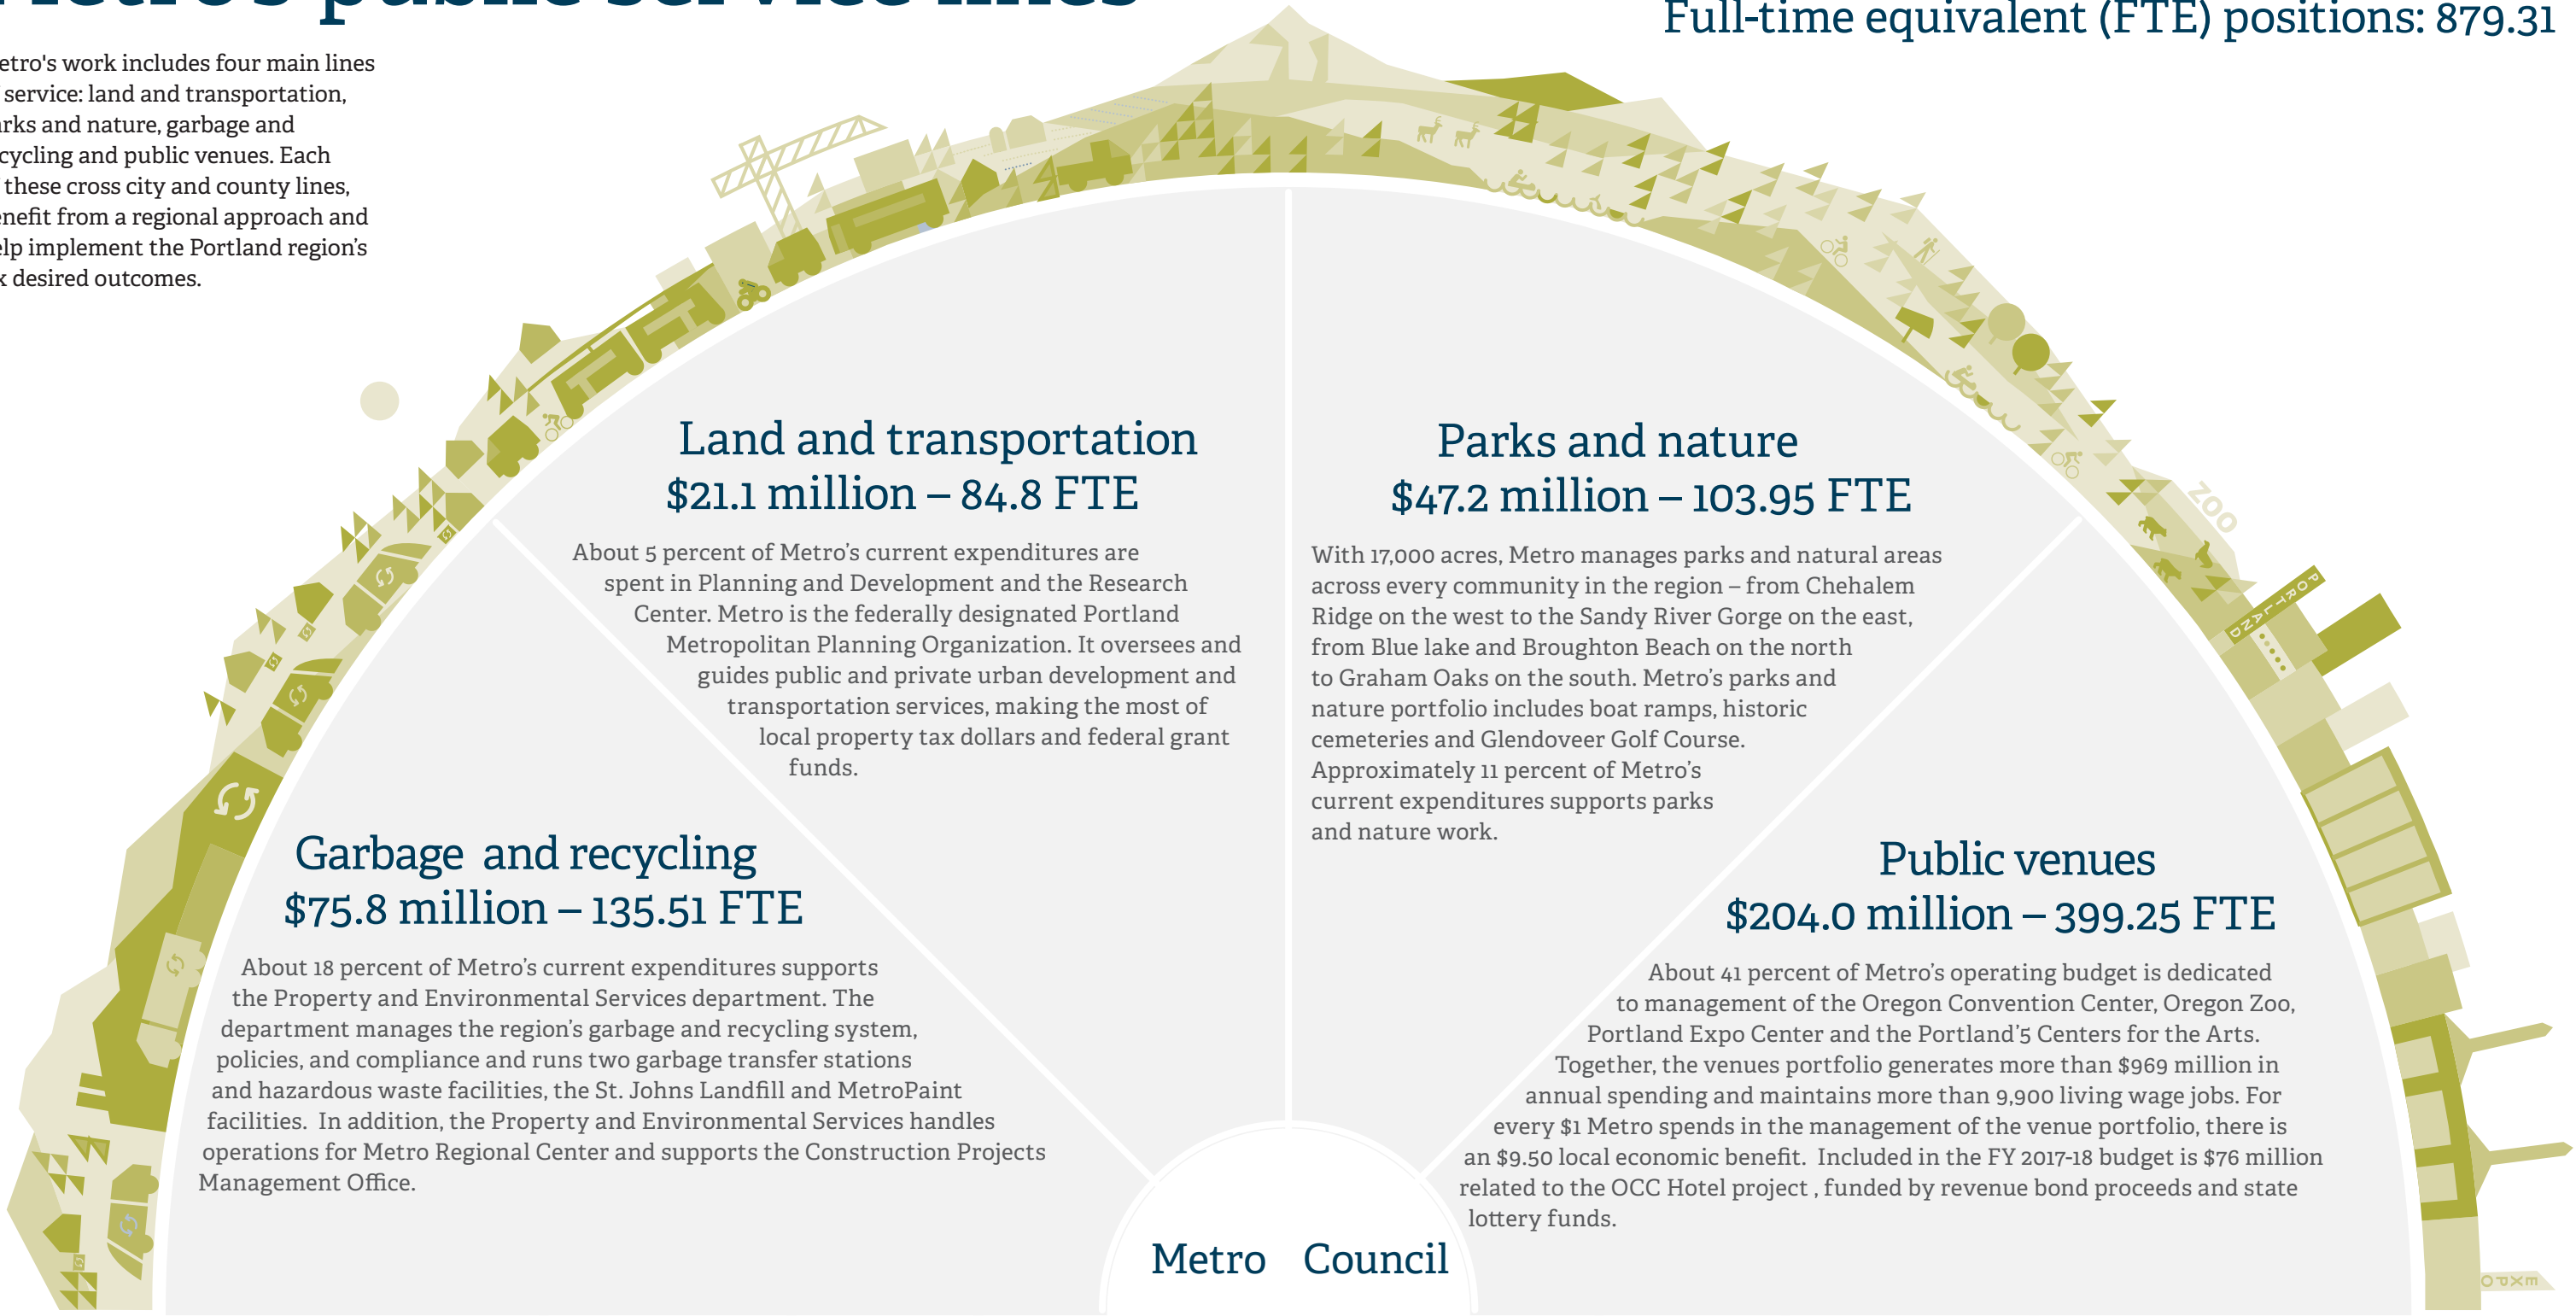 Metro's public service lines
Full-time equivalent (FTE) positions: 879.31
etro's work includes four main lines
service: land and transportation,
rks and nature, garbage and
cycling and public venues. Each
these cross city and county lines,
enefit from a regional approach and
elp implement the Portland region's
x desired outcomes.
Land and transportation
$21.1 million – 84.8 FTE
About 5 percent of Metro's current expenditures are
spent in Planning and Development and the Research
Center. Metro is the federally designated Portland
Metropolitan Planning Organization. It oversees and
guides public and private urban development and
transportation services, making the most of
local property tax dollars and federal grant
funds.
Parks and nature
$47.2 million – 103.95 FTE
With 17,000 acres, Metro manages parks and natural areas
across every community in the region – from Chehalem
Ridge on the west to the Sandy River Gorge on the east,
from Blue lake and Broughton Beach on the north
to Graham Oaks on the south. Metro's parks and
nature portfolio includes boat ramps, historic
cemeteries and Glendoveer Golf Course.
Approximately 11 percent of Metro's
current expenditures supports parks
and nature work.
Garbage  and recycling
$75.8 million – 135.51 FTE
About 18 percent of Metro's current expenditures supports
the Property and Environmental Services department. The
department manages the region's garbage and recycling system,
policies, and compliance and runs two garbage transfer stations
and hazardous waste facilities, the St. Johns Landfill and MetroPaint
facilities.  In addition, the Property and Environmental Services handles
operations for Metro Regional Center and supports the Construction Projects
Management Office.
Public venues
$204.0 million – 399.25 FTE
About 41 percent of Metro's operating budget is dedicated
to management of the Oregon Convention Center, Oregon Zoo,
Portland Expo Center and the Portland'5 Centers for the Arts.
Together, the venues portfolio generates more than $969 million in
annual spending and maintains more than 9,900 living wage jobs. For
every $1 Metro spends in the management of the venue portfolio, there is
an $9.50 local economic benefit.  Included in the FY 2017-18 budget is $76 million
related to the OCC Hotel project , funded by revenue bond proceeds and state
lottery funds.
Metro Council
ZOO
PORTLAND
EXPO